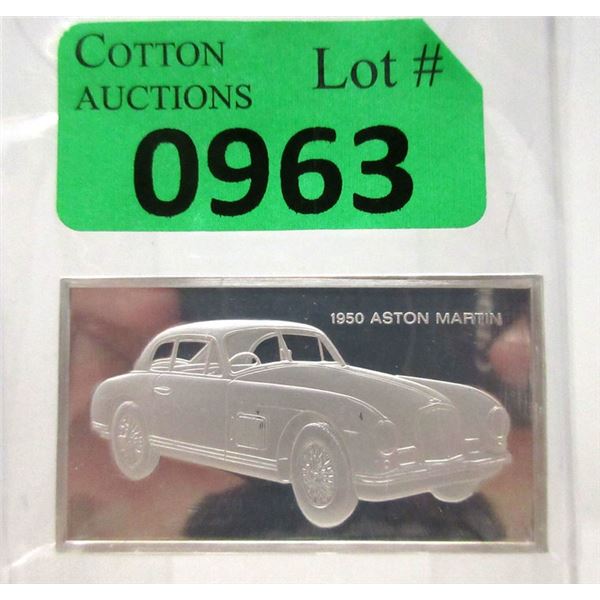 COTTON AUCTIONS
Lot #
0963
1950 ASTON MARTIN